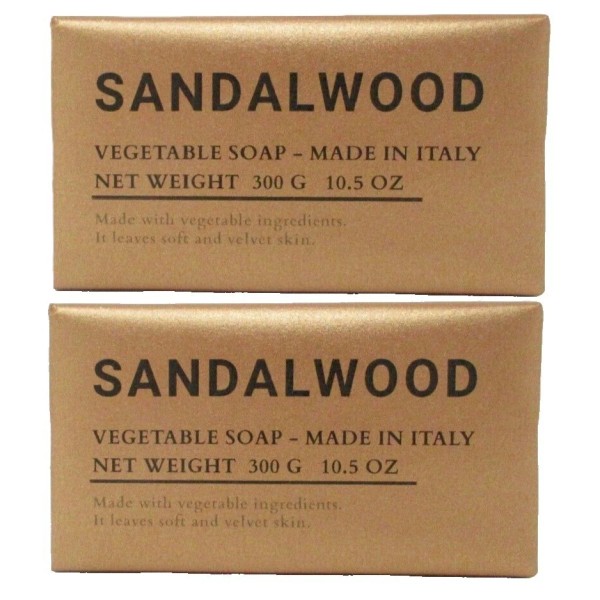 SANDALWOOD
VEGETABLE SOAP - MADE IN ITALY
NET WEIGHT 300 G 10.5 OZ
Made with vegetable ingredients.
It leaves soft and velvet skin.
SANDALWOOD
VEGETABLE SOAP - MADE IN ITALY
NET WEIGHT 300 G 10.5 OZ
Made with vegetable ingredients.
It leaves soft and velvet skin.